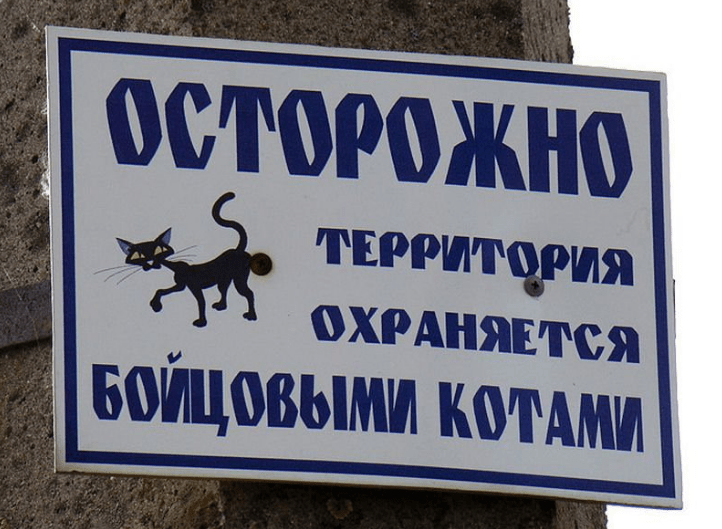 ОСТОРОЖНО
ТЕРРИТОРИЯ
ОХРАНЯЕТСЯ
БОЙЦОВЫМИ КОТАМИ